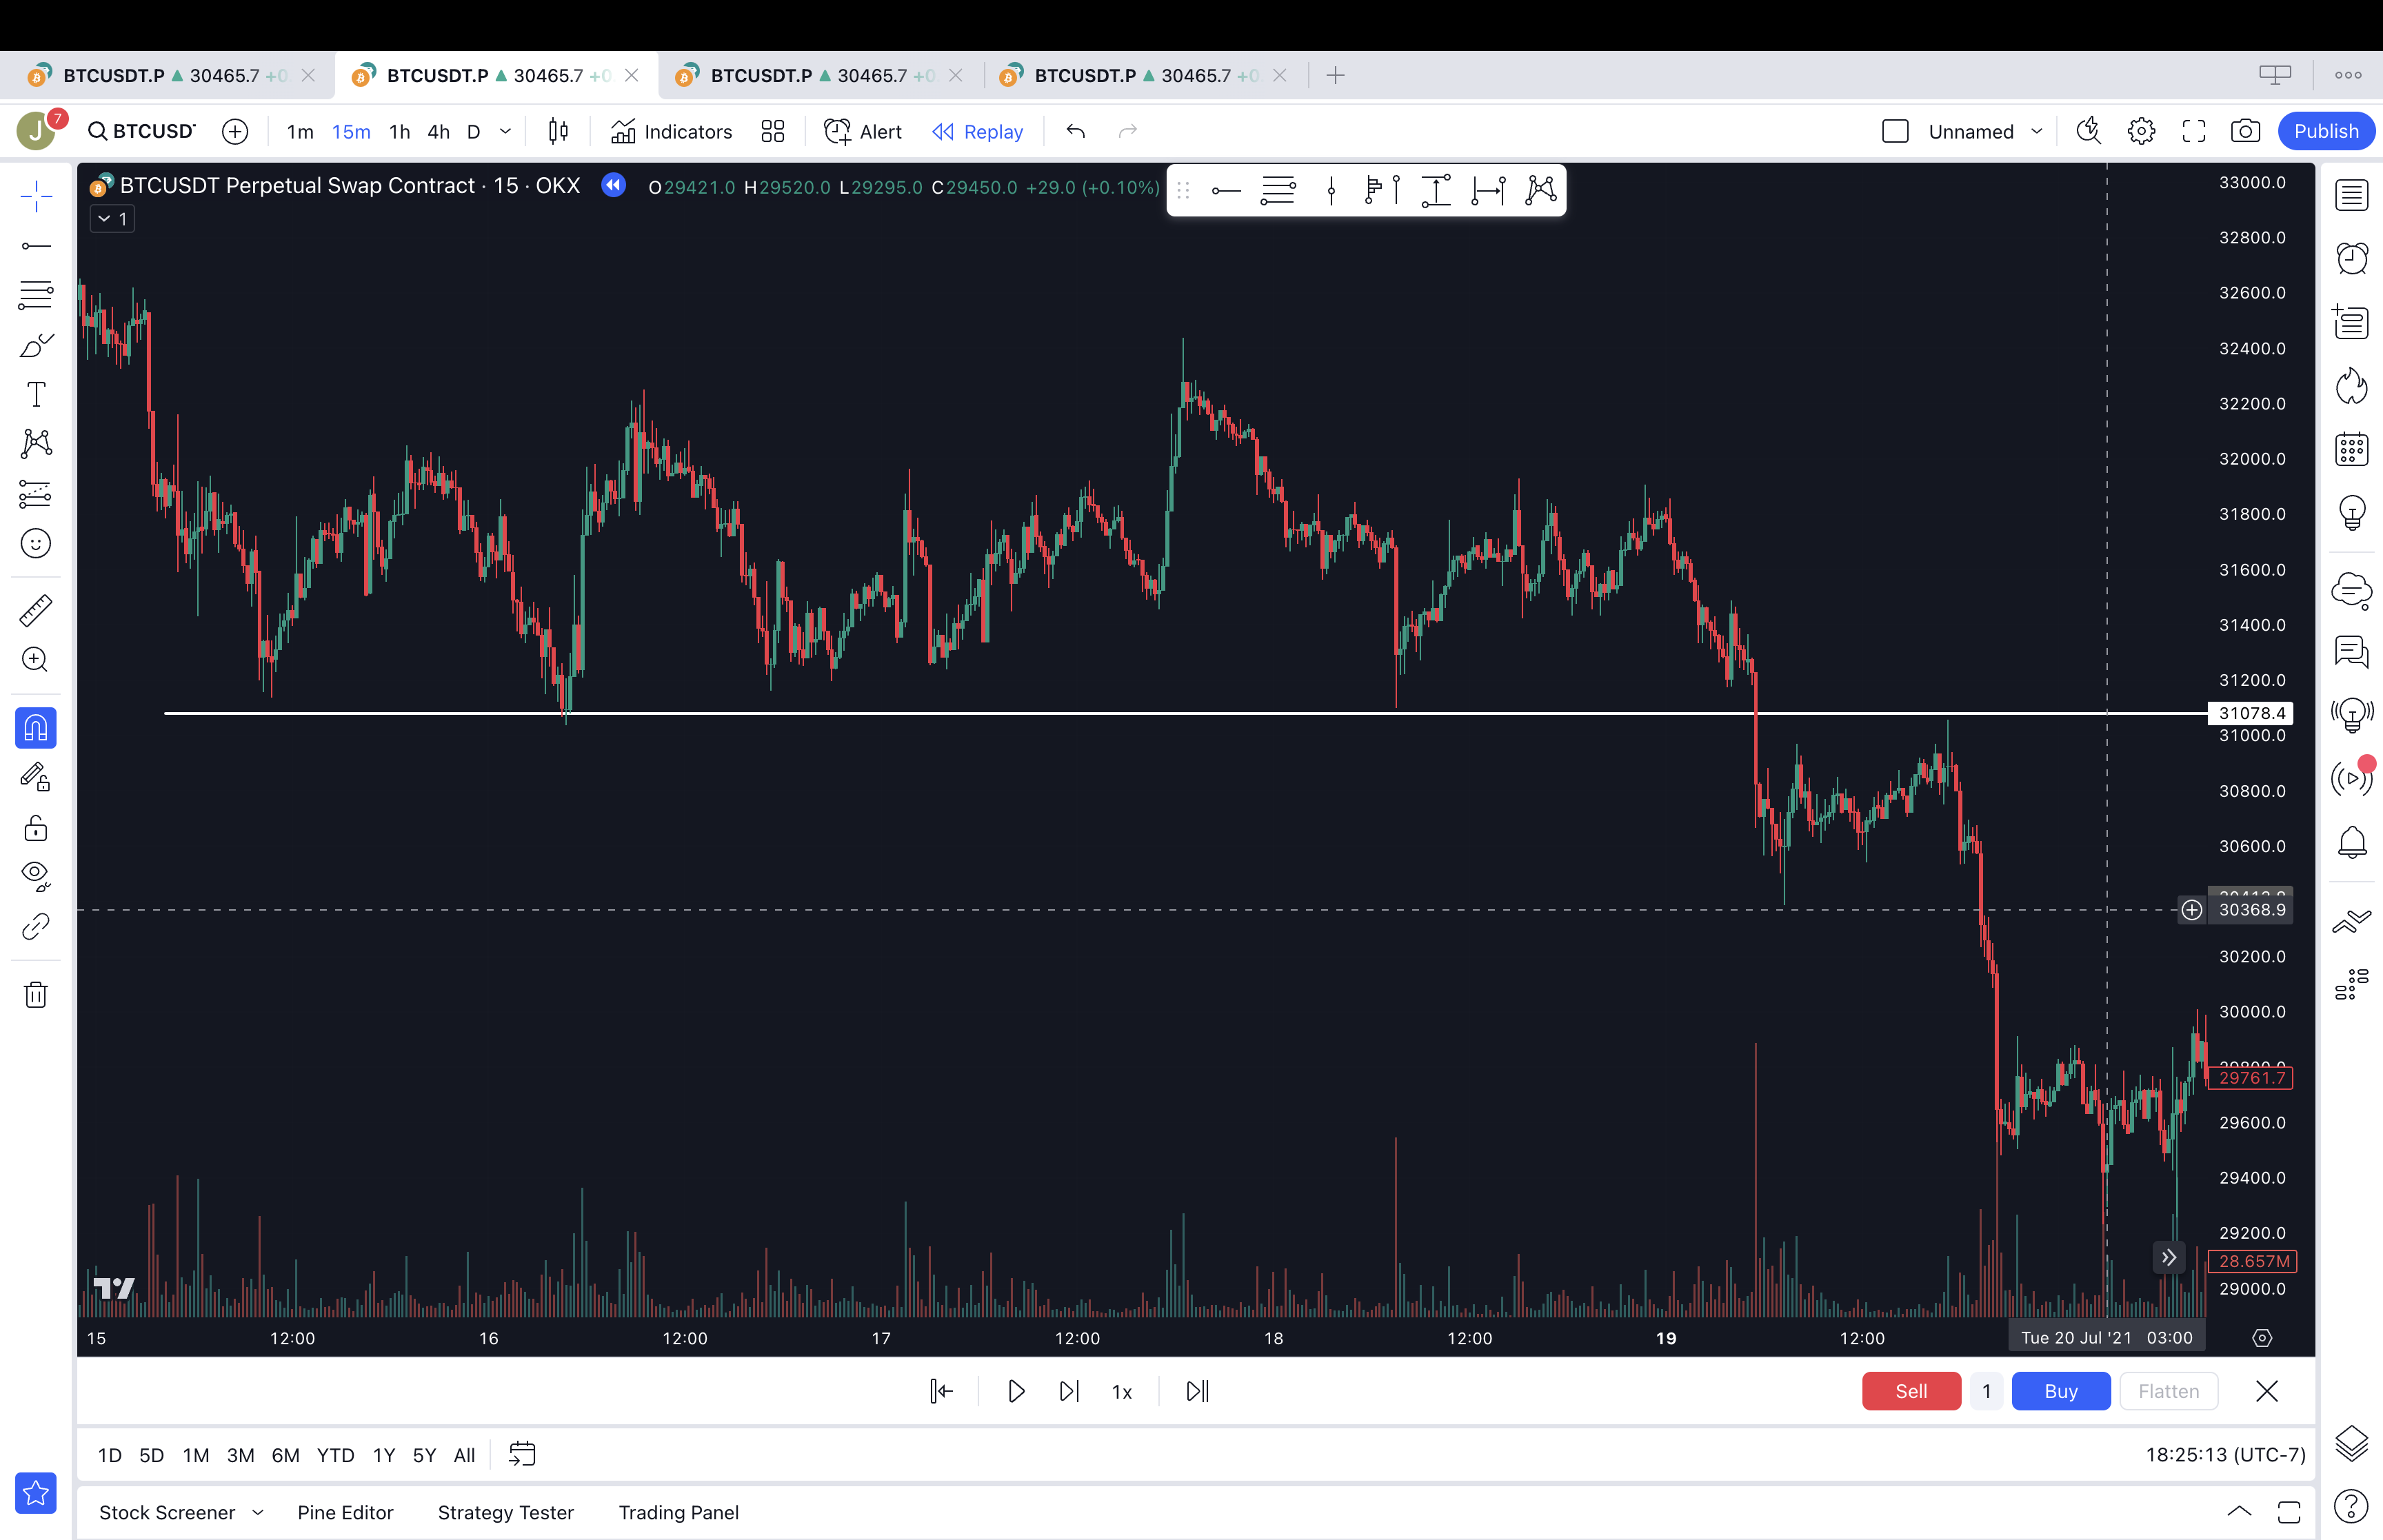 BTCUSDT.P 30465.7 +0 BTCUSDT.P 30465.7 +0 BTCUSDT.P 30465.7 +0 BTCUSDT.P 30465.7 +0
J 7 BTCUSD 1m 15m 1h 4h D Indicators Alert Replay Unnamed Publish
BTCUSDT Perpetual Swap Contract · 15 · OKX O29421.0 H29520.0 L29295.0 C29450.0 +29.0 (+0.10%)
1
33000.0
32800.0
32600.0
32400.0
32200.0
32000.0
31800.0
31600.0
31400.0
31200.0
31078.4
31000.0
30800.0
30600.0
30368.9
30200.0
30000.0
29761.7
29600.0
29400.0
29200.0
28.657M
29000.0
15 12:00 16 12:00 17 12:00 18 12:00 19 12:00 Tue 20 Jul '21 03:00
1x Sell 1 Buy Flatten
1D 5D 1M 3M 6M YTD 1Y 5Y All 18:25:13 (UTC-7)
Stock Screener Pine Editor Strategy Tester Trading Panel